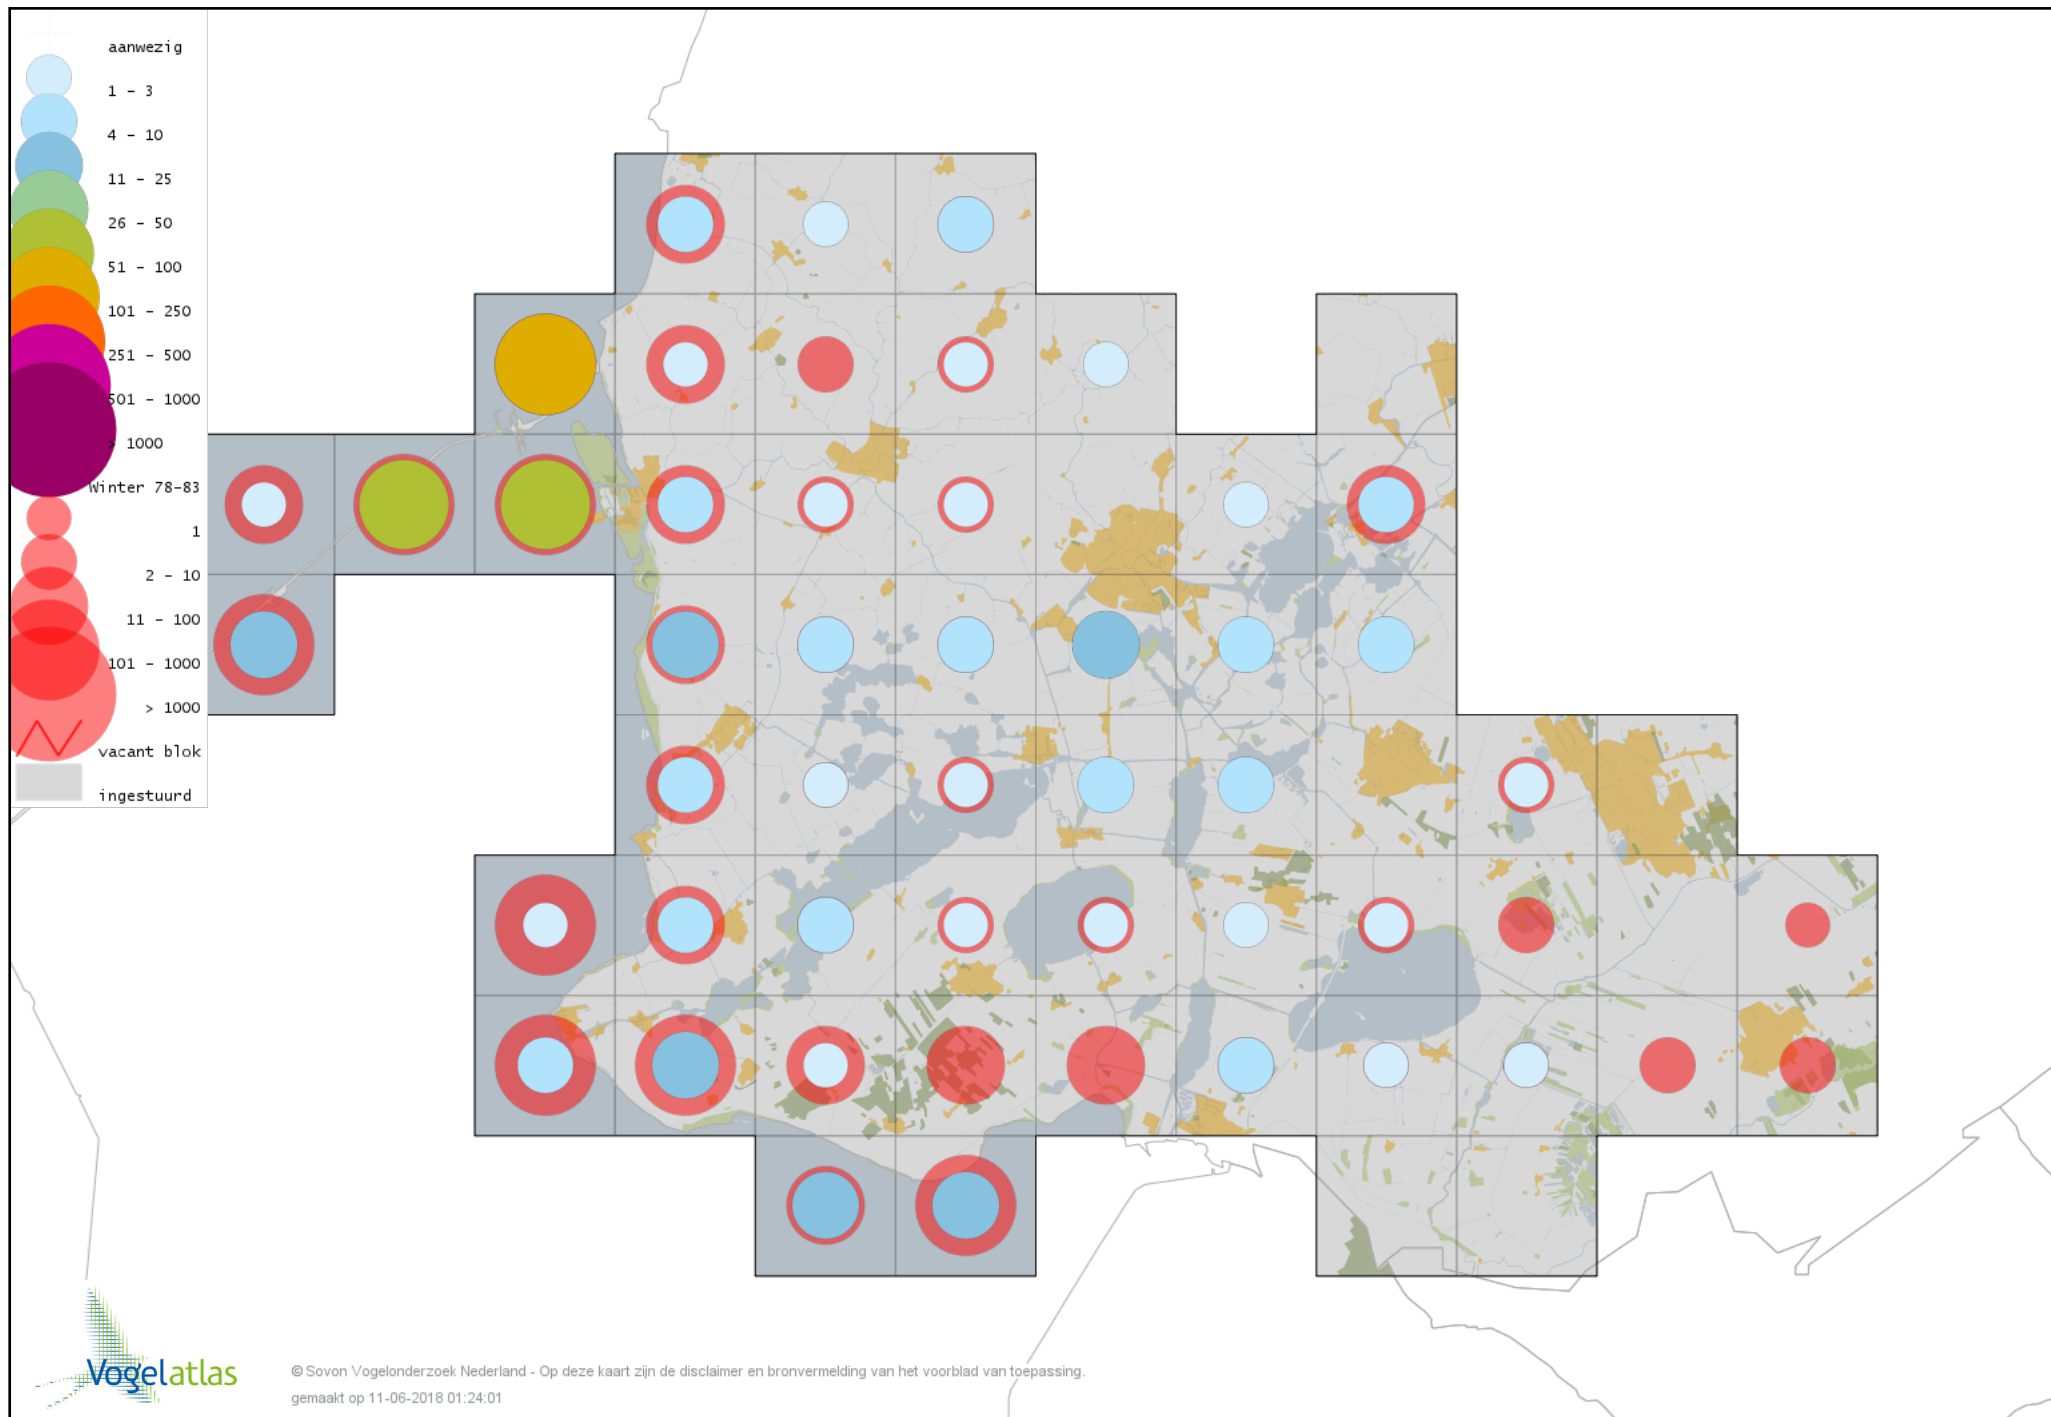 aanwezig
1 - 3
4 - 10
11 - 25
26 - 50
51 - 100
101 - 250
251 - 500
501 - 1000
> 1000
Winter 78-83
1
2 - 10
11 - 100
101 - 1000
> 1000
vacant blok
ingestuurd
Vogelatlas
© Sovon Vogelonderzoek Nederland - Op deze kaart zijn de disclaimer en bronvermelding van het voorblad van toepassing.
gemaakt op 11-06-2018 01:24:01